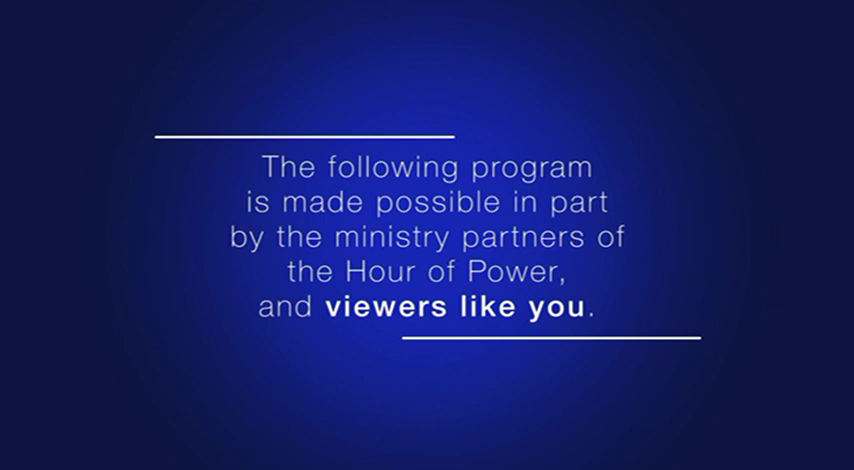 The following program
is made possible in part
by the ministry partners of
the Hour of Power,
and viewers like you.